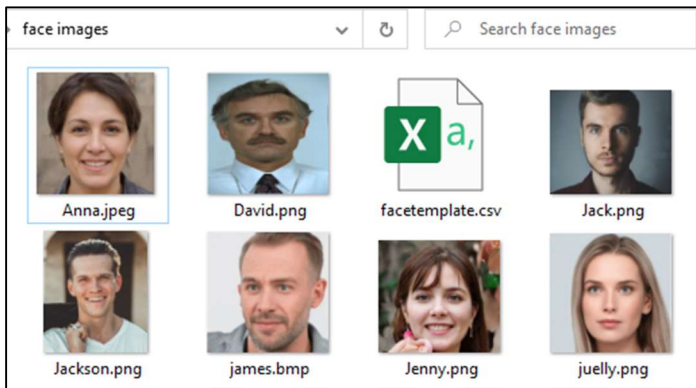 face images
Search face images
X a,
Anna.jpeg
David.png
facetemplate.csv
Jack.png
Jackson.png
james.bmp
Jenny.png
juelly.png